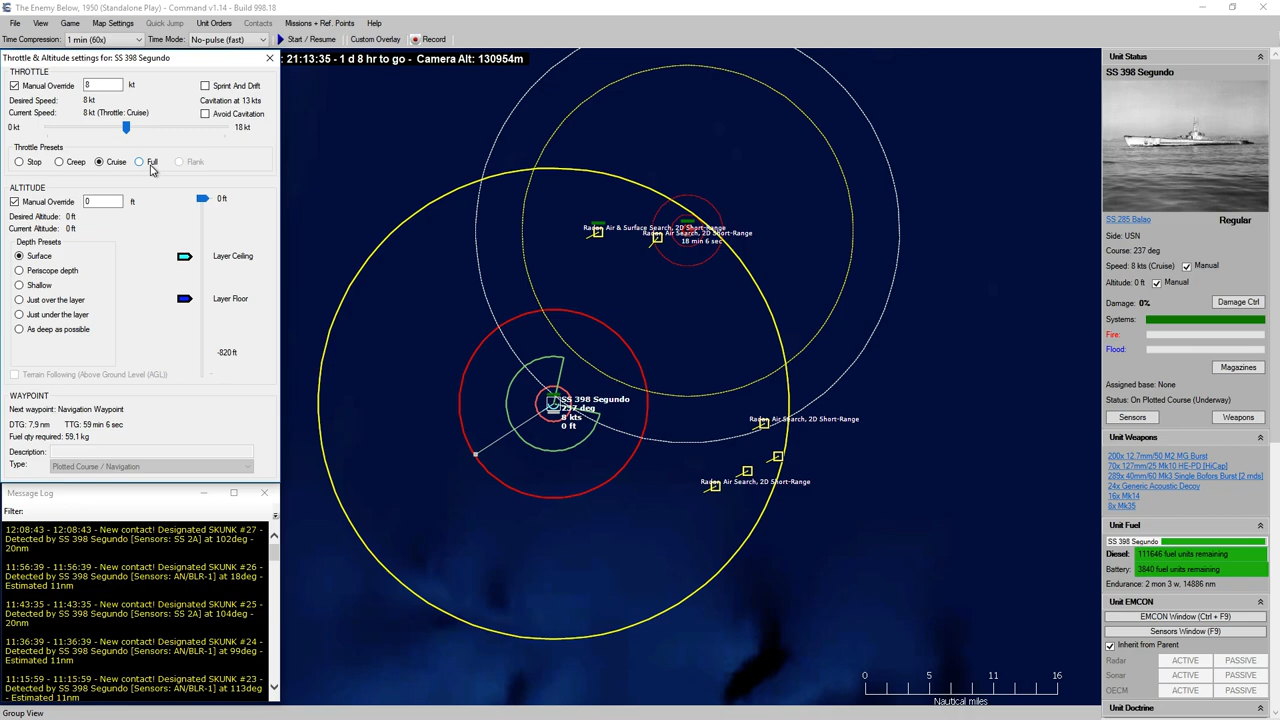 The Enemy Below, 1950 (Standalone Play) - Command v1.14 - Build 998.18
File View Game Map Settings Quick Jump Unit Orders Contacts Missions + Ref. Points Help
Time Compression: 1 min (60x) Time Mode: No-pulse (fast) Start / Resume Custom Overlay Record
Throttle & Altitude settings for: SS 398 Segundo
21:13:35 - 1 d 8 hr to go - Camera Alt: 130954m
THROTTLE
Manual Override 8 kt Sprint And Drift
Desired Speed: 8 kt Cavitation at 13 kts
Current Speed: 8 kt (Throttle: Cruise) Avoid Cavitation
0 kt 18 kt
Throttle Presets
Stop Creep Cruise Full Flank
ALTITUDE
Manual Override 0 ft 0 ft
Desired Altitude: 0 ft
Current Altitude: 0 ft
Depth Presets
Surface Layer Ceiling
Periscope depth
Shallow
Just over the layer Layer Floor
Just under the layer
As deep as possible
-820 ft
Terrain Following (Above Ground Level (AGL))
WAYPOINT
Next waypoint: Navigation Waypoint
DTG: 7,9 nm TTG: 59 min 6 sec
Fuel qty required: 59,1 kg
Description:
Type: Plotted Course / Navigation
Message Log
Filter:
12:08:43 - 12:08:43 - New contact! Designated SKUNK #27 -
Detected by SS 398 Segundo [Sensors: SS 2A] at 102deg -
20nm
11:56:39 - 11:56:39 - New contact! Designated SKUNK #26 -
Detected by SS 398 Segundo [Sensors: AN/BLR-1] at 18deg -
Estimated 11nm
11:43:35 - 11:43:35 - New contact! Designated SKUNK #25 -
Detected by SS 398 Segundo [Sensors: SS 2A] at 104deg -
20nm
11:36:39 - 11:36:39 - New contact! Designated SKUNK #24 -
Detected by SS 398 Segundo [Sensors: AN/BLR-1] at 99deg -
Estimated 11nm
11:15:59 - 11:15:59 - New contact! Designated SKUNK #23 -
Detected by SS 398 Segundo [Sensors: AN/BLR-1] at 113deg -
Estimated 11nm
Group View
Radar, Air & Surface Search, 2D Short-Range
Radar, Air Search, 2D Short-Range
18 min 6 sec
SS 398 Segundo
237 deg
8 kts
0 ft
Radar, Air Search, 2D Short-Range
Radar, Air Search, 2D Short-Range
0 5 11 16
Nautical miles
Unit Status
SS 398 Segundo
SS 285 Balao Regular
Side: USN
Course: 237 deg
Speed: 8 kts (Cruise) Manual
Altitude: 0 ft Manual
Damage: 0% Damage Ctrl
Systems:
Fire:
Flood:
Magazines
Assigned base: None
Status: On Plotted Course (Underway)
Sensors Weapons
Unit Weapons
200x 12.7mm/50 M2 MG Burst
70x 127mm/25 Mk10 HE-PD [HiCap]
289x 40mm/60 Mk3 Single Bofors Burst [2 rnds]
24x Generic Acoustic Decoy
16x Mk14
8x Mk35
Unit Fuel
SS 398 Segundo
Diesel: 111646 fuel units remaining
Battery: 3840 fuel units remaining
Endurance: 2 mon 3 w, 14886 nm
Unit EMCON
EMCON Window (Ctrl + F9)
Sensors Window (F9)
Inherit from Parent
Radar ACTIVE PASSIVE
Sonar ACTIVE PASSIVE
OECM ACTIVE PASSIVE
Unit Doctrine